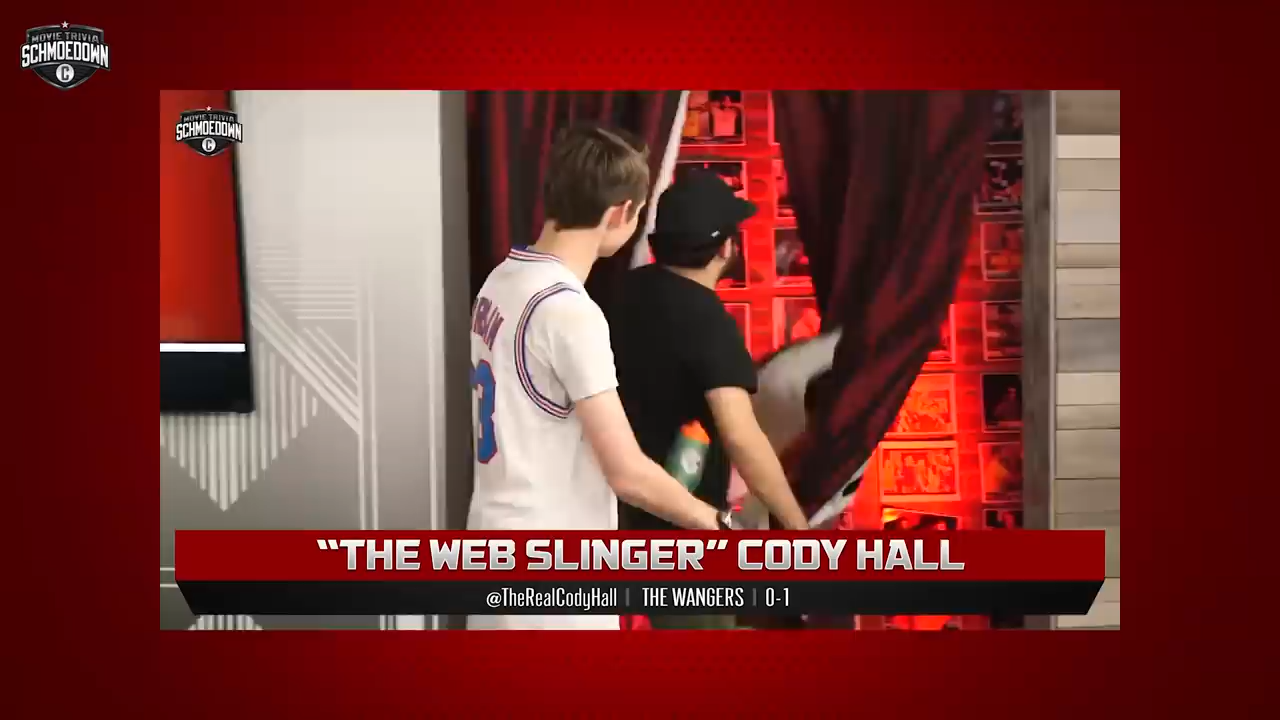 MOVIE TRIVIA
SCHMOEDOWN
C
MOVIE TRIVIA
SCHMOEDOWN
C
"THE WEB SLINGER" CODY HALL
@TheRealCodyHall | THE WANGERS | 0-1